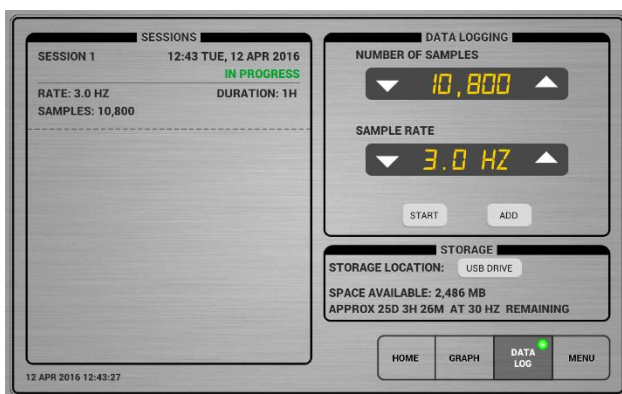 SESSIONS
SESSION 1 12:43 TUE, 12 APR 2016
IN PROGRESS
RATE: 3.0 HZ DURATION: 1H
SAMPLES: 10,800
12 APR 2016 12:43:27
DATA LOGGING
NUMBER OF SAMPLES
10,800
SAMPLE RATE
3.0 HZ
START ADD
STORAGE
STORAGE LOCATION: USB DRIVE
SPACE AVAILABLE: 2,486 MB
APPROX 25D 3H 26M AT 30 HZ REMAINING
HOME GRAPH DATA LOG MENU